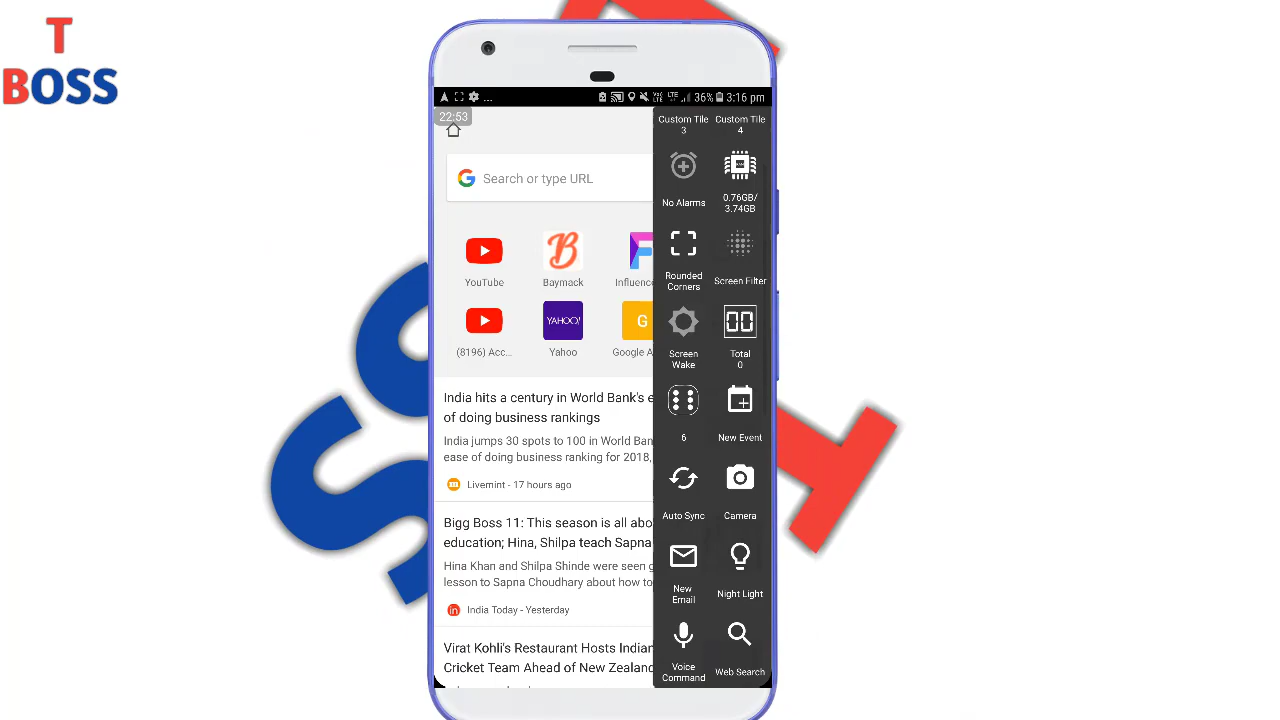 T
BOSS
... 36% 3:16 pm
22:53
Search or type URL
YouTube
Baymack
Influenc
(8196) Acc...
YAHOO!
Yahoo
G
Google A
India hits a century in World Bank's e
of doing business rankings
India jumps 30 spots to 100 in World Ban
ease of doing business ranking for 2018,
Livemint - 17 hours ago
Bigg Boss 11: This season is all abo
education; Hina, Shilpa teach Sapna
Hina Khan and Shilpa Shinde were seen g
lesson to Sapna Choudhary about how to
India Today - Yesterday
Virat Kohli's Restaurant Hosts Indian
Cricket Team Ahead of New Zealand
Custom Tile
3
Custom Tile
4
No Alarms
0.76GB/
3.74GB
Rounded
Corners
Screen Filter
Screen
Wake
00
Total
0
6
New Event
Auto Sync
Camera
New
Email
Night Light
Voice
Command
Web Search